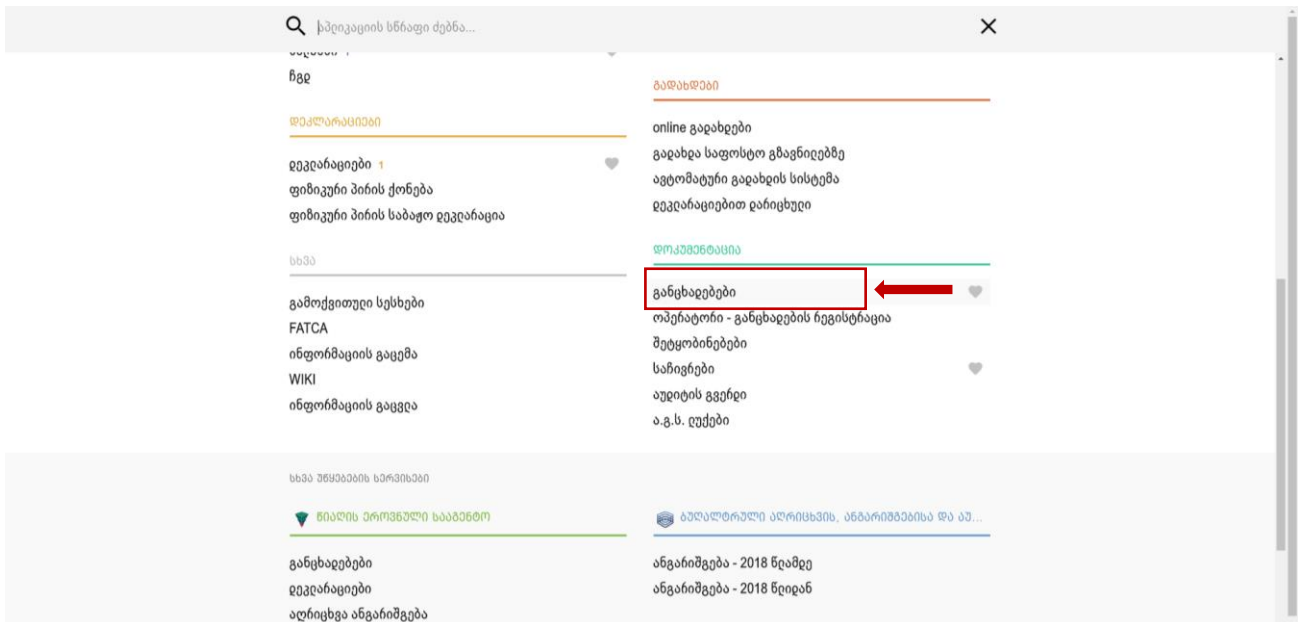 აპლიკაციის სწრაფი ძებნა...
ჩგდ
ᲓᲔᲙᲚᲐᲠᲐᲪᲘᲔᲑᲘ
დეკლარაციები 1
ფიზიკური პირის ქონება
ფიზიკური პირის საბაჟო დეკლარაცია
ᲡᲮᲕᲐ
გამოქვითული სესხები
FATCA
ინფორმაციის გაცემა
WIKI
ინფორმაციის გაცვლა
ᲒᲐᲓᲐᲮᲓᲔᲑᲘ
online გადახდები
გადახდა საფოსტო გზავნილებზე
ავტომატური გადახდის სისტემა
დეკლარაციებით დარიცხული
ᲓᲝᲙᲣᲛᲔᲜᲢᲐᲪᲘᲐ
განცხადებები
ოპერატორი - განცხადების რეგისტრაცია
შეტყობინებები
საჩივრები
აუდიტის გვერდი
ა.გ.ს. ლუქები
ᲡᲮᲕᲐ ᲣᲬᲧᲔᲑᲔᲑᲘᲡ ᲡᲔᲠᲕᲘᲡᲔᲑᲘ
ᲬᲘᲐᲦᲘᲡ ᲔᲠᲝᲕᲜᲣᲚᲘ ᲡᲐᲐᲒᲔᲜᲢᲝ
განცხადებები
დეკლარაციები
აღრიცხვა ანგარიშგება
ᲑᲣᲦᲐᲚᲢᲠᲣᲚᲘ ᲐᲦᲠᲘᲪᲮᲕᲘᲡ, ᲐᲜᲒᲐᲠᲘᲨᲒᲔᲑᲘᲡᲐ ᲓᲐ ᲐᲣ...
ანგარიშგება - 2018 წლამდე
ანგარიშგება - 2018 წლიდან